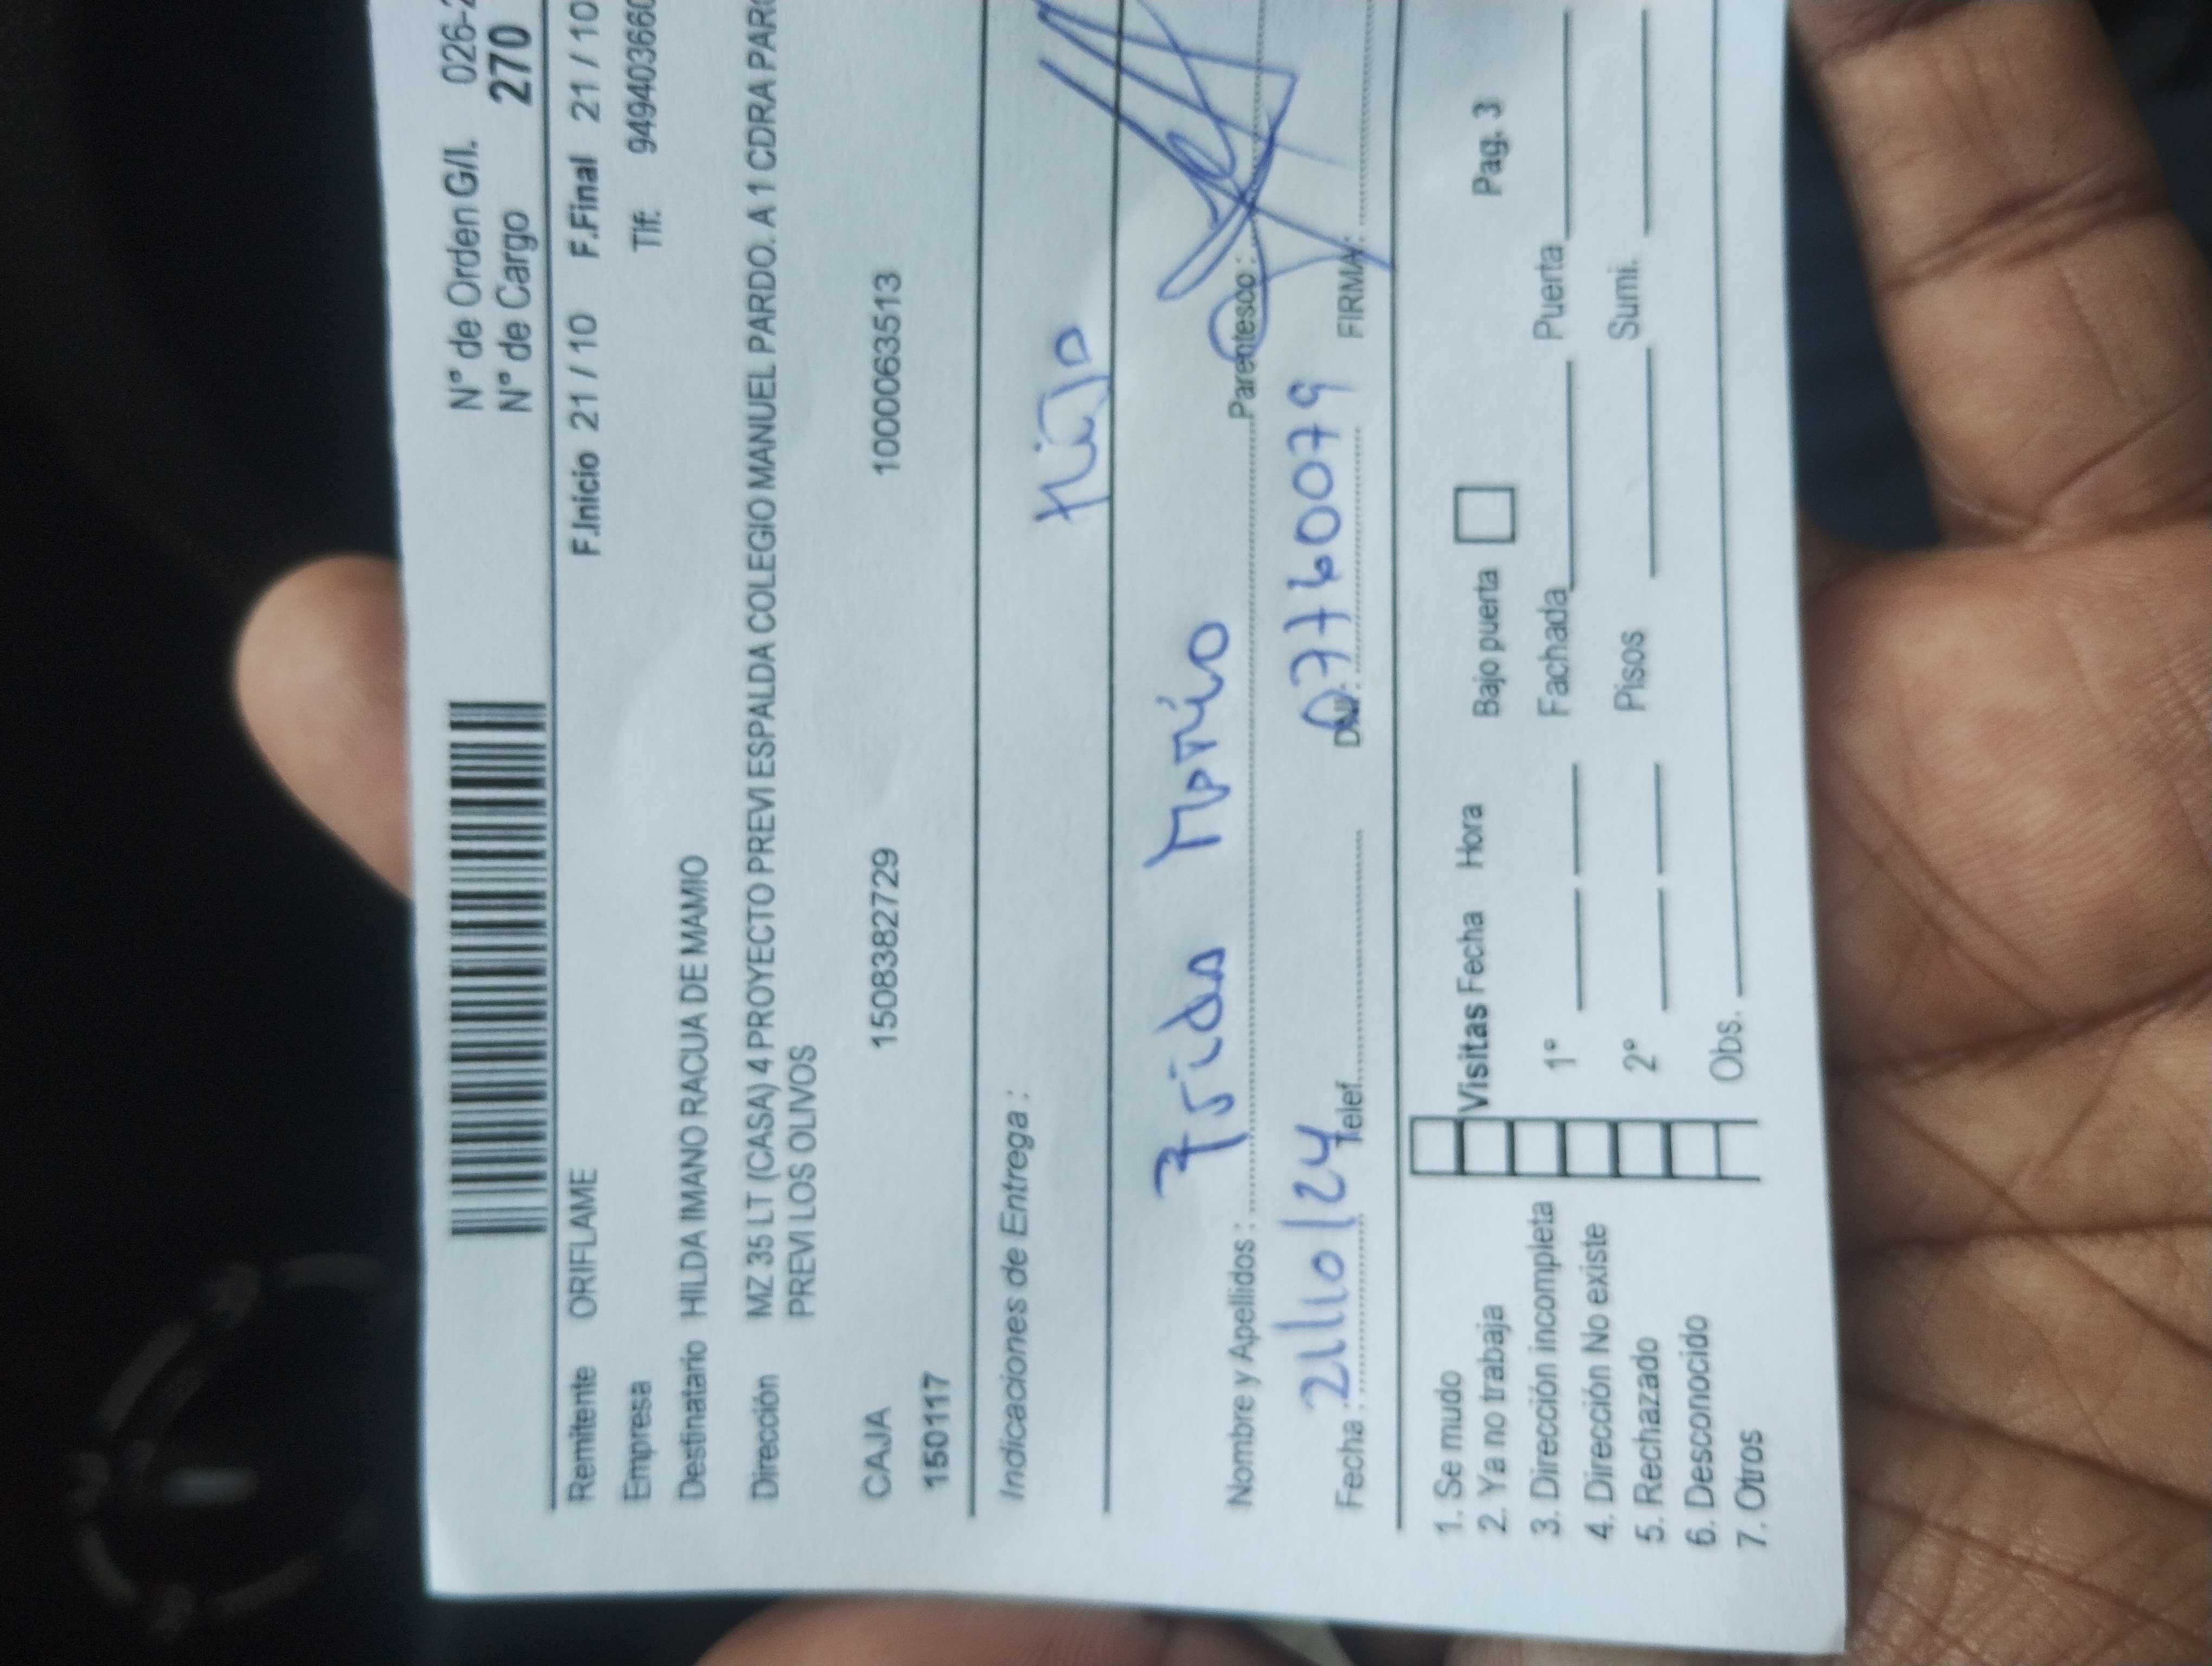 N° de Orden G/I. 026-2
N° de Cargo 270
F.Inicio 21 / 10 F.Final 21 / 10
Remitente ORIFLAME
Empresa Tlf: 949403660
Destinatario HILDA IMANO RACUA DE MAMIO
Dirección MZ 35 LT (CASA) 4 PROYECTO PREVI ESPALDA COLEGIO MANUEL PARDO. A 1 CDRA PARQ
PREVI LOS OLIVOS
CAJA 1508382729 1000063513
150117
Indicaciones de Entrega :
Hijo
Nombre y Apellidos : Parentesco :
Fecha : 21/10/24 Telef. DNI: 07760079 FIRMA:
1. Se mudo
2. Ya no trabaja Visitas Fecha Hora Bajo puerta Pag. 3
3. Dirección incompleta 1° Fachada Puerta
4. Dirección No existe
5. Rechazado 2° Pisos Sumi.
6. Desconocido
7. Otros Obs.